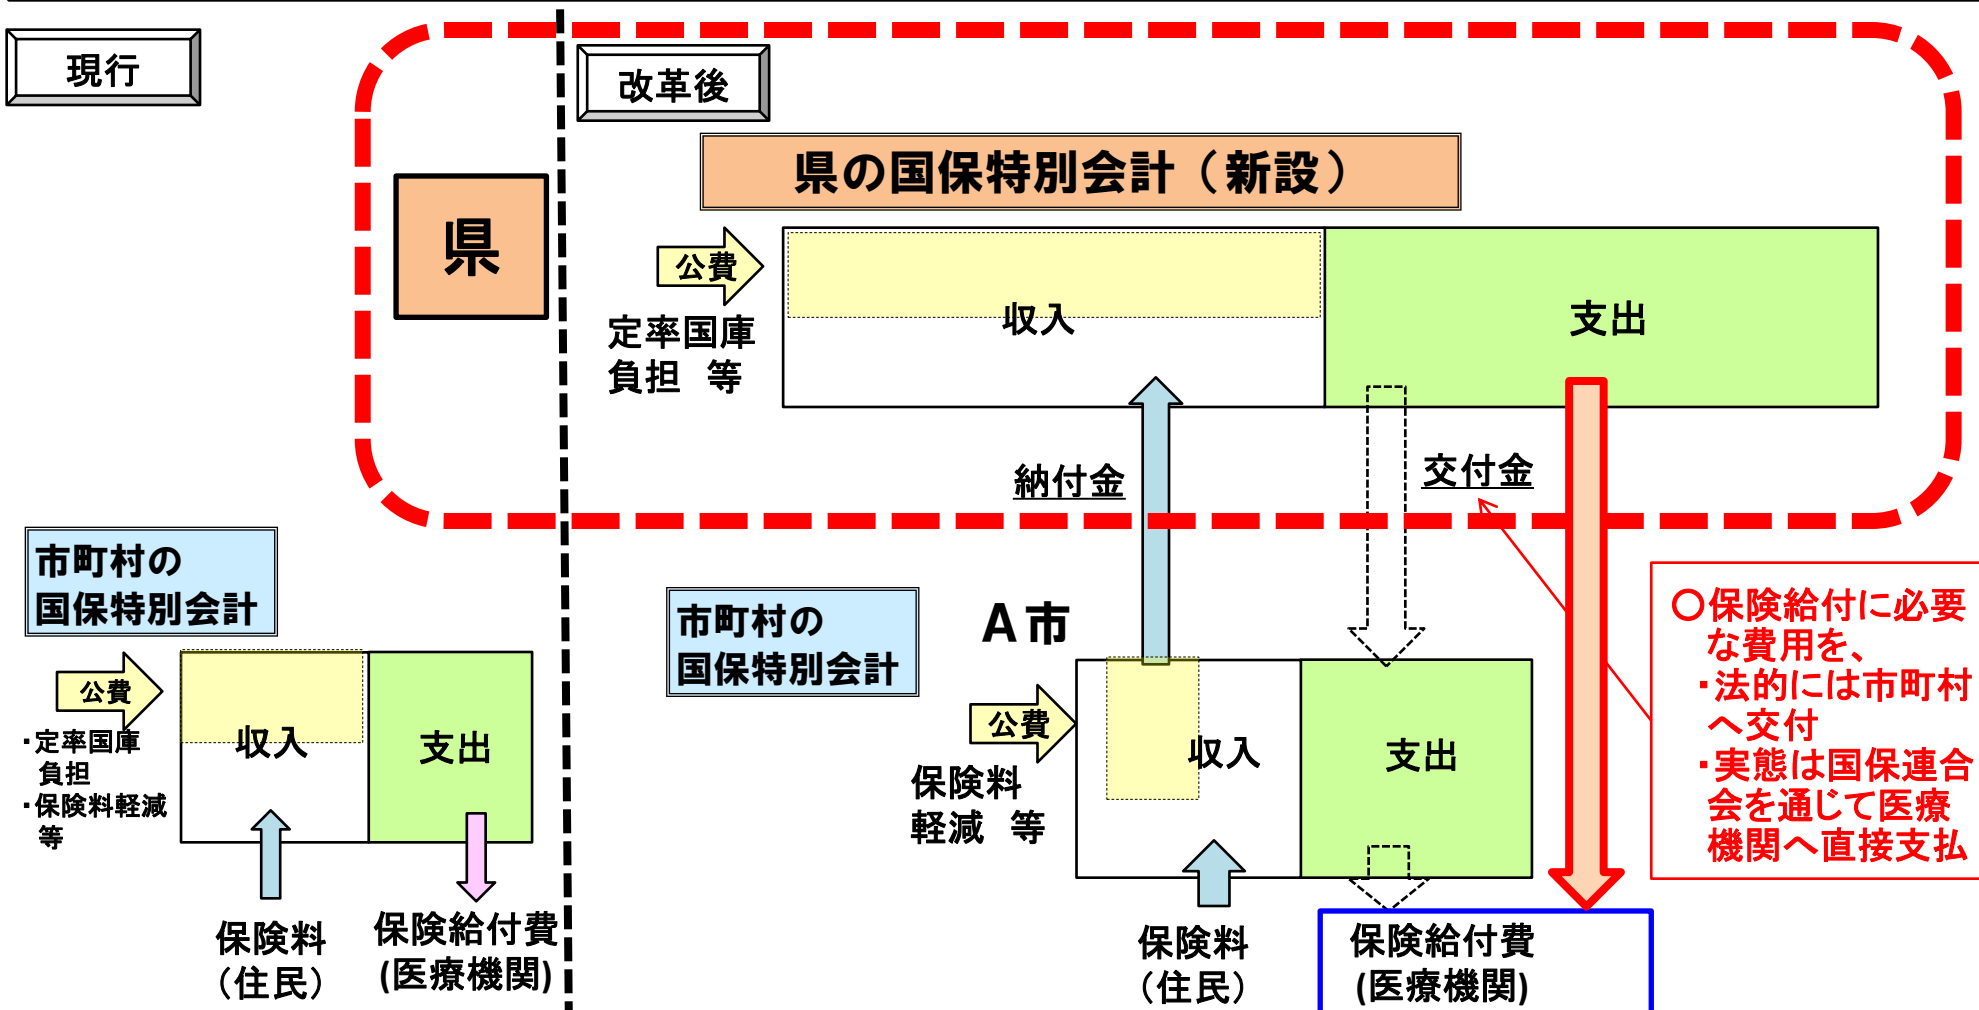 現行
改革後
県の国保特別会計（新設）
県
公費
定率国庫
負担 等
収入
支出
納付金
交付金
市町村の
国保特別会計
公費
・定率国庫
負担
・保険料軽減
等
収入
支出
保険料
（住民）
保険給付費
(医療機関)
市町村の
国保特別会計
A市
公費
保険料
軽減 等
収入
支出
保険料
（住民）
保険給付費
(医療機関)
○保険給付に必要
な費用を、
・法的には市町村
へ交付
・実態は国保連合
会を通じて医療
機関へ直接支払